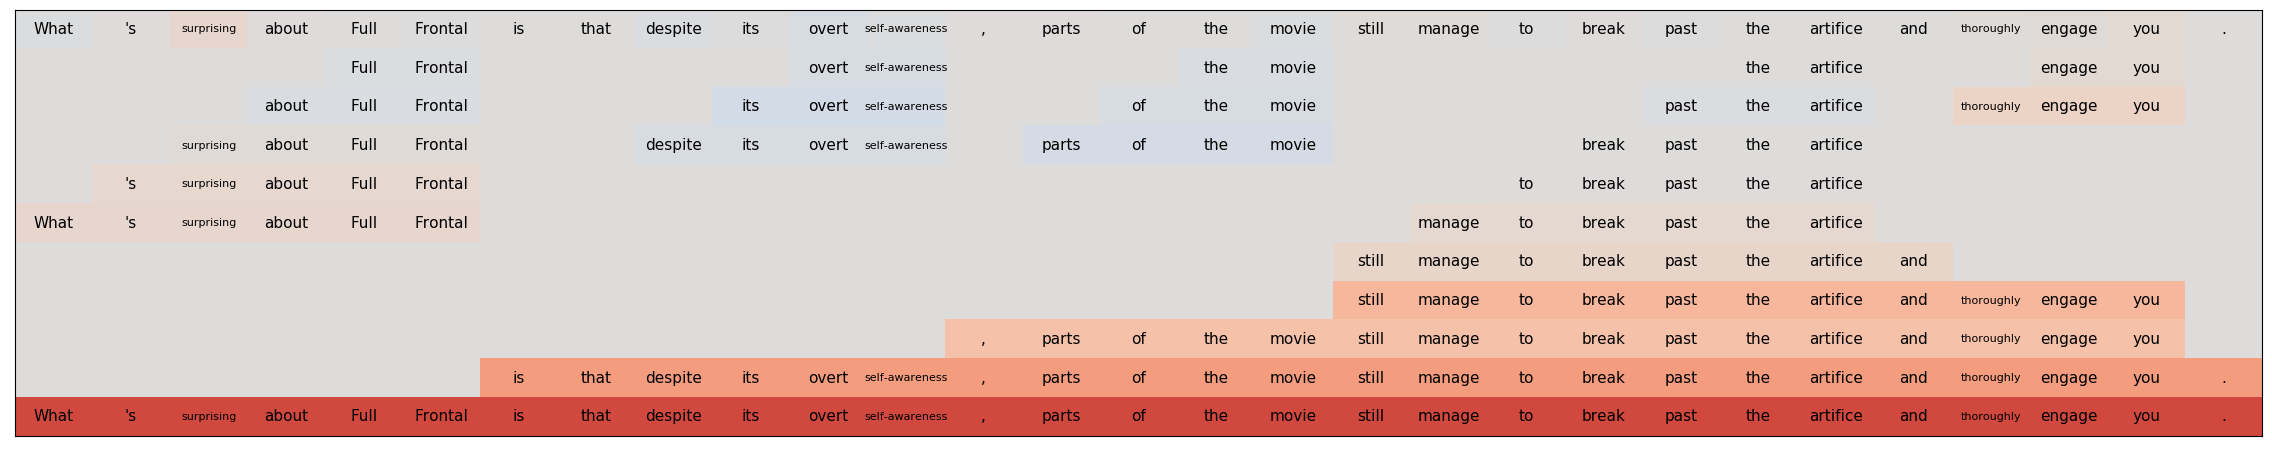 What 's surprising about Full Frontal is that despite its overt self-awareness , parts of the movie still manage to break past the artifice and thoroughly engage you .
Full Frontal overt self-awareness the movie the artifice engage you
about Full Frontal its overt self-awareness of the movie past the artifice thoroughly engage you
surprising about Full Frontal despite its overt self-awareness parts of the movie break past the artifice
's surprising about Full Frontal to break past the artifice
What 's surprising about Full Frontal manage to break past the artifice
still manage to break past the artifice and
still manage to break past the artifice and thoroughly engage you
, parts of the movie still manage to break past the artifice and thoroughly engage you
is that despite its overt self-awareness , parts of the movie still manage to break past the artifice and thoroughly engage you .
What 's surprising about Full Frontal is that despite its overt self-awareness , parts of the movie still manage to break past the artifice and thoroughly engage you .